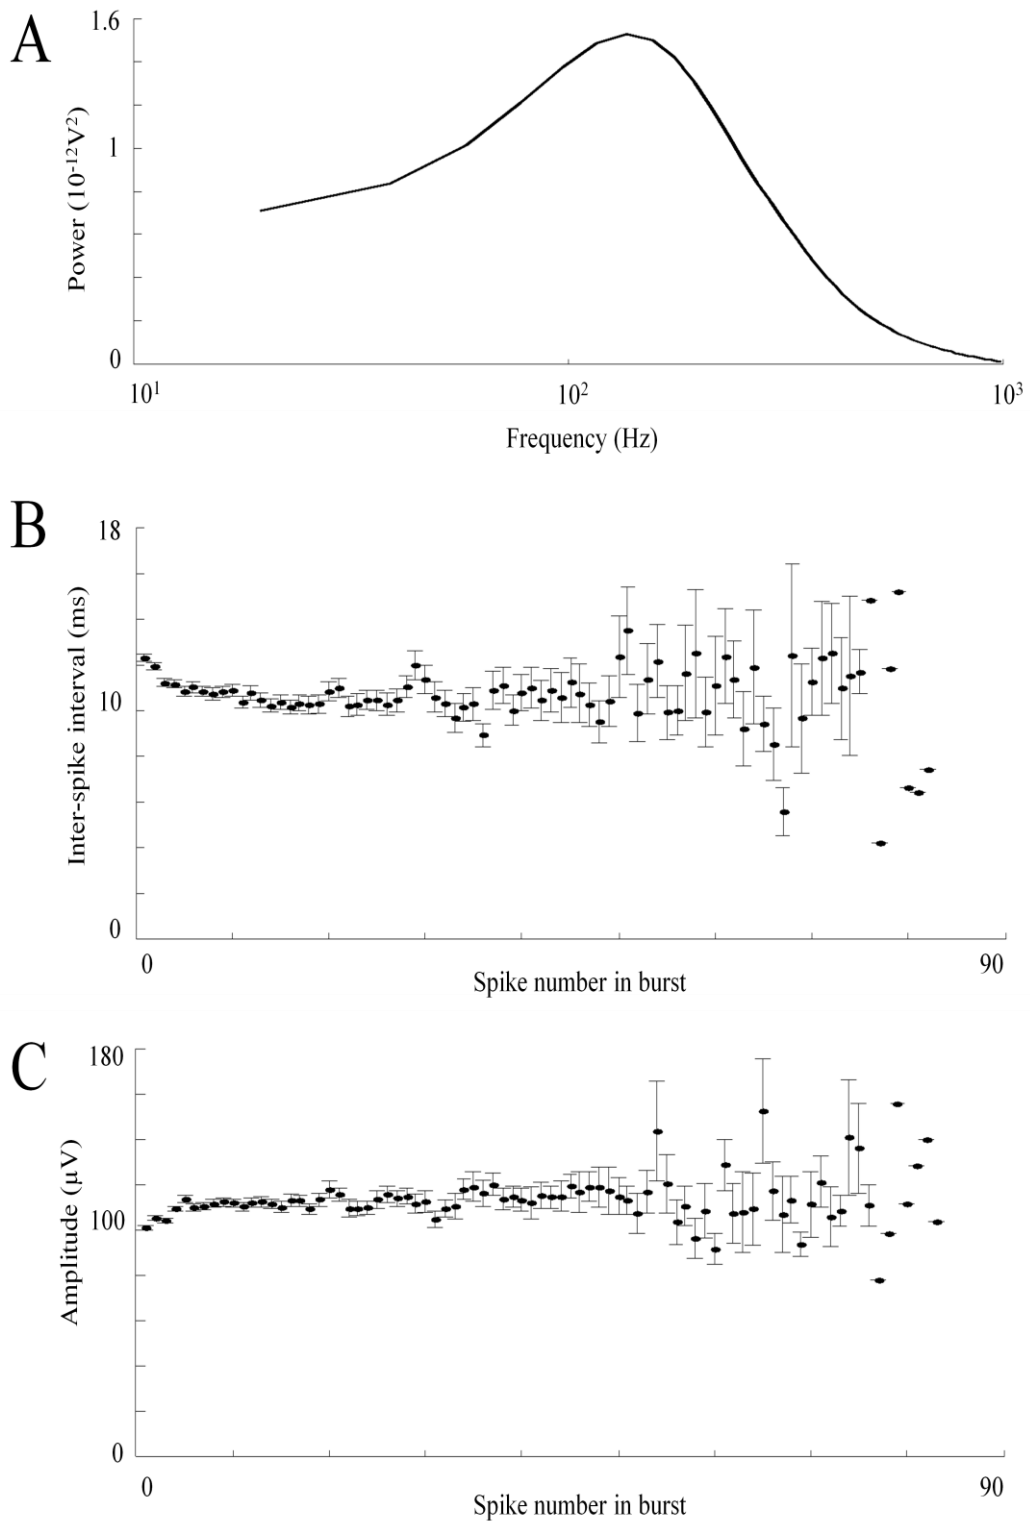 A
1.6
1
0
Power (10⁻¹²V²)
10¹
10²
10³
Frequency (Hz)
B
18
10
0
Inter-spike interval (ms)
0
90
Spike number in burst
C
180
100
0
Amplitude (µV)
0
90
Spike number in burst